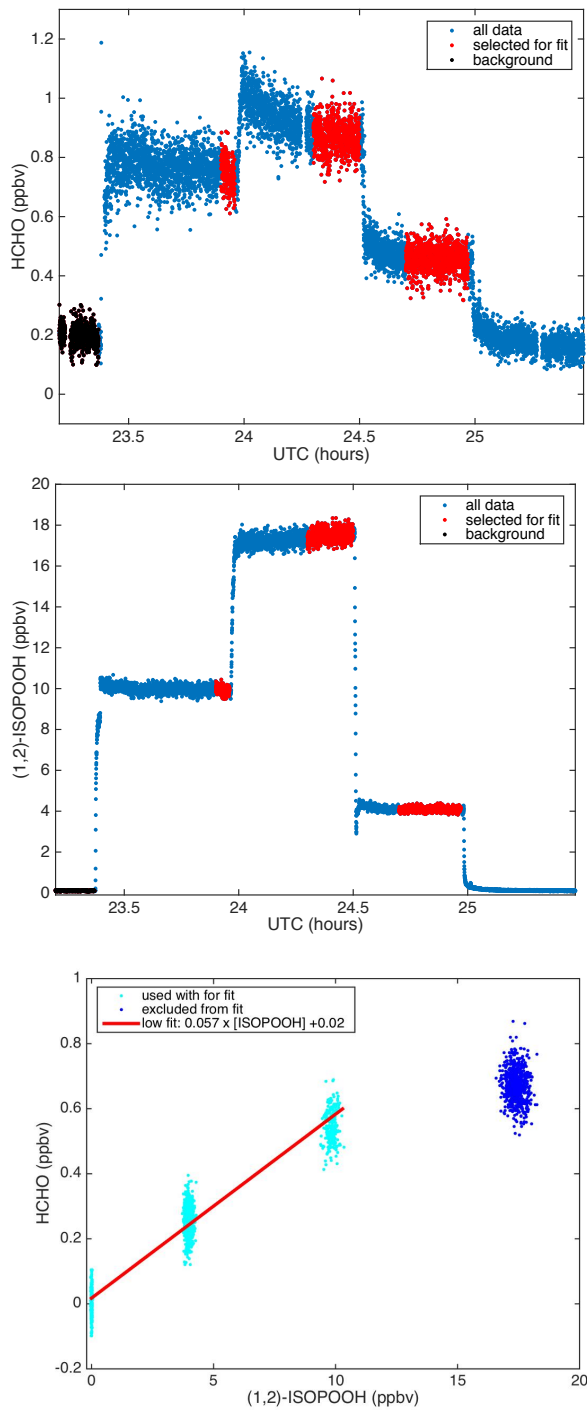 1.2
1
0.8
0.6
0.4
0.2
0
HCHO (ppbv)
all data
selected for fit
background
23.5 24 24.5 25
UTC (hours)
20
18
16
14
12
10
8
6
4
2
0
(1,2)-ISOPOOH (ppbv)
all data
selected for fit
background
23.5 24 24.5 25
UTC (hours)
1
0.8
0.6
0.4
0.2
0
-0.2
HCHO (ppbv)
used with for fit
excluded from fit
low fit: 0.057 x [ISOPOOH] +0.02
0 5 10 15 20
(1,2)-ISOPOOH (ppbv)